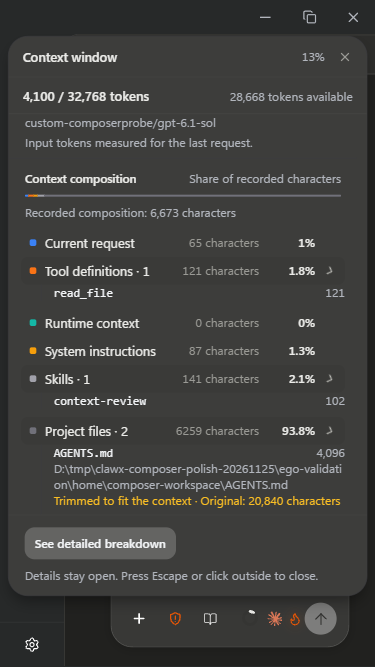 Context window 13%
4,100 / 32,768 tokens 28,668 tokens available
custom-composerprobe/gpt-6.1-sol
Input tokens measured for the last request.
Context composition Share of recorded characters
Recorded composition: 6,673 characters
Current request 65 characters 1%
Tool definitions · 1 121 characters 1.8%
read_file 121
Runtime context 0 characters 0%
System instructions 87 characters 1.3%
Skills · 1 141 characters 2.1%
context-review 102
Project files · 2 6259 characters 93.8%
AGENTS.md 4,096
D:\tmp\clawx-composer-polish-20261125\ego-validati
on\home\composer-workspace\AGENTS.md
Trimmed to fit the context · Original: 20,840 characters
See detailed breakdown
Details stay open. Press Escape or click outside to close.